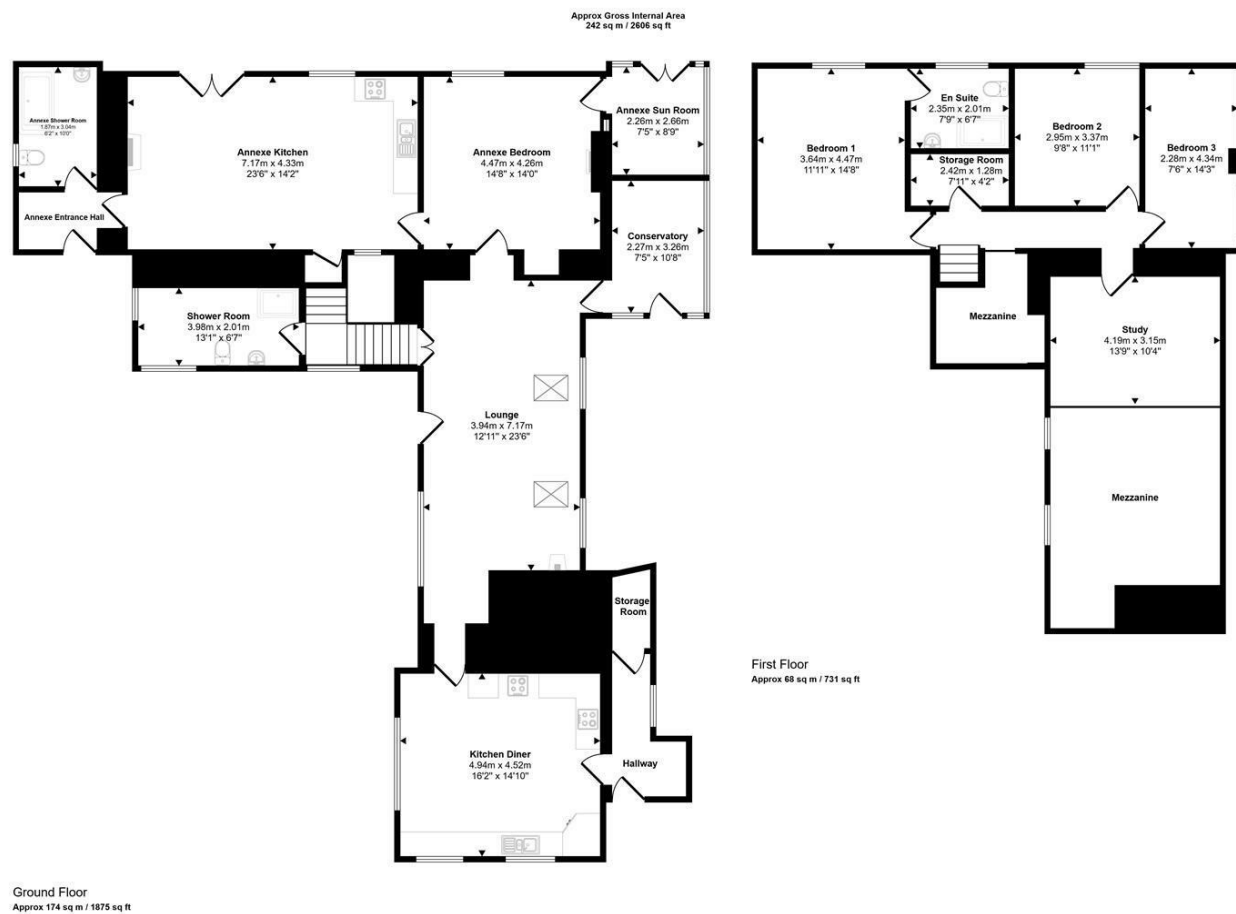 Approx Gross Internal Area
242 sq m / 2606 sq ft
Annexe Shower Room
1.87m x 3.04m
6'2" x 10'0"
Annexe Entrance Hall
Annexe Kitchen
7.17m x 4.33m
23'6" x 14'2"
Annexe Bedroom
4.47m x 4.26m
14'8" x 14'0"
Annexe Sun Room
2.26m x 2.66m
7'5" x 8'9"
Conservatory
2.27m x 3.26m
7'5" x 10'8"
Shower Room
3.98m x 2.01m
13'1" x 6'7"
Lounge
3.94m x 7.17m
12'11" x 23'6"
Storage
Room
Kitchen Diner
4.94m x 4.52m
16'2" x 14'10"
Hallway
Ground Floor
Approx 174 sq m / 1875 sq ft
Bedroom 1
3.64m x 4.47m
11'11" x 14'8"
En Suite
2.35m x 2.01m
7'9" x 6'7"
Storage Room
2.42m x 1.28m
7'11" x 4'2"
Bedroom 2
2.95m x 3.37m
9'8" x 11'1"
Bedroom 3
2.28m x 4.34m
7'6" x 14'3"
Mezzanine
Study
4.19m x 3.15m
13'9" x 10'4"
Mezzanine
First Floor
Approx 68 sq m / 731 sq ft